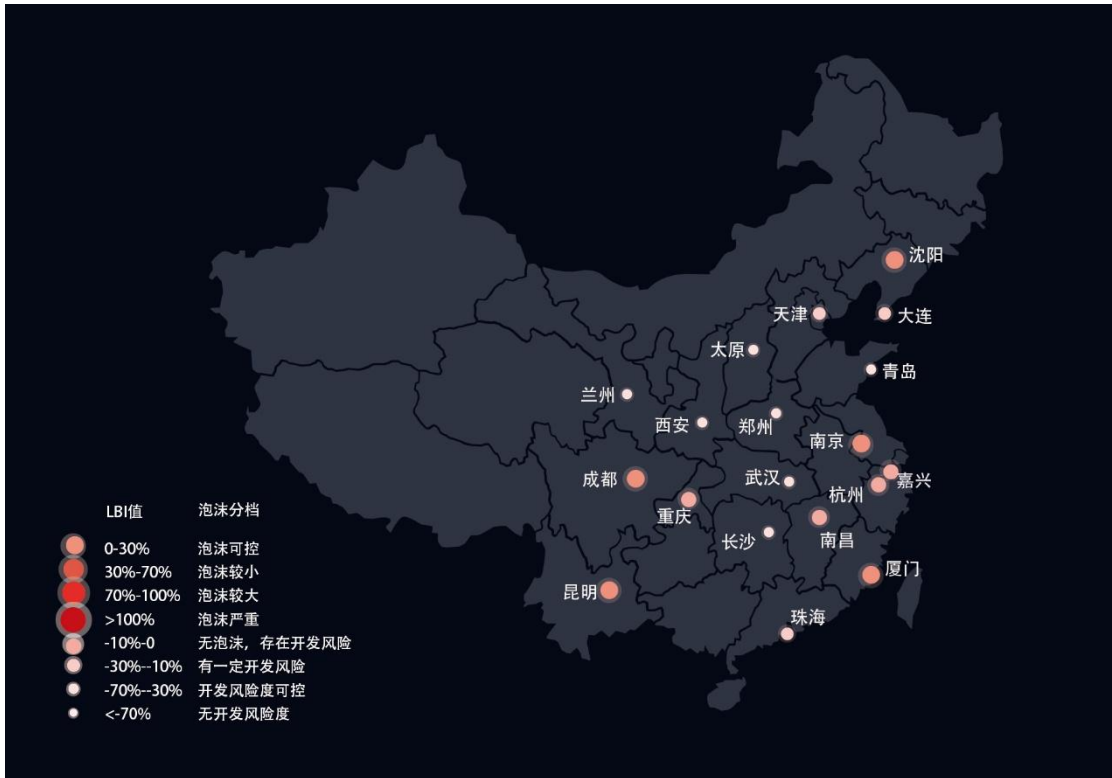 沈阳
天津
大连
太原
青岛
兰州
西安
郑州
南京
成都
武汉
嘉兴
杭州
重庆
长沙
南昌
厦门
昆明
珠海
LBI值 泡沫分档
0-30% 泡沫可控
30%-70% 泡沫较小
70%-100% 泡沫较大
>100% 泡沫严重
-10%-0 无泡沫，存在开发风险
-30%--10% 有一定开发风险
-70%--30% 开发风险度可控
<-70% 无开发风险度